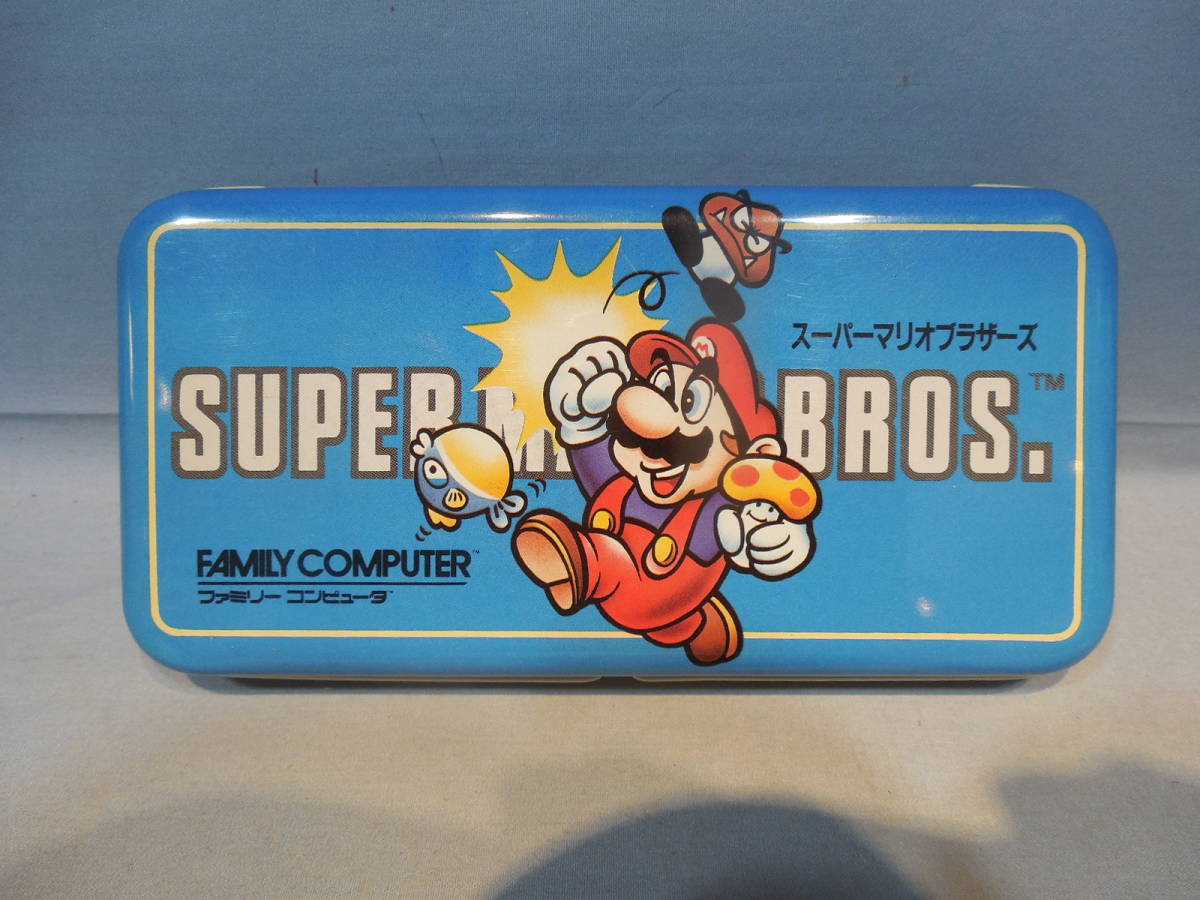 スーパーマリオブラザーズ
SUPER M BROS.™
M
FAMILY COMPUTER™
ファミリー コンピュータ™